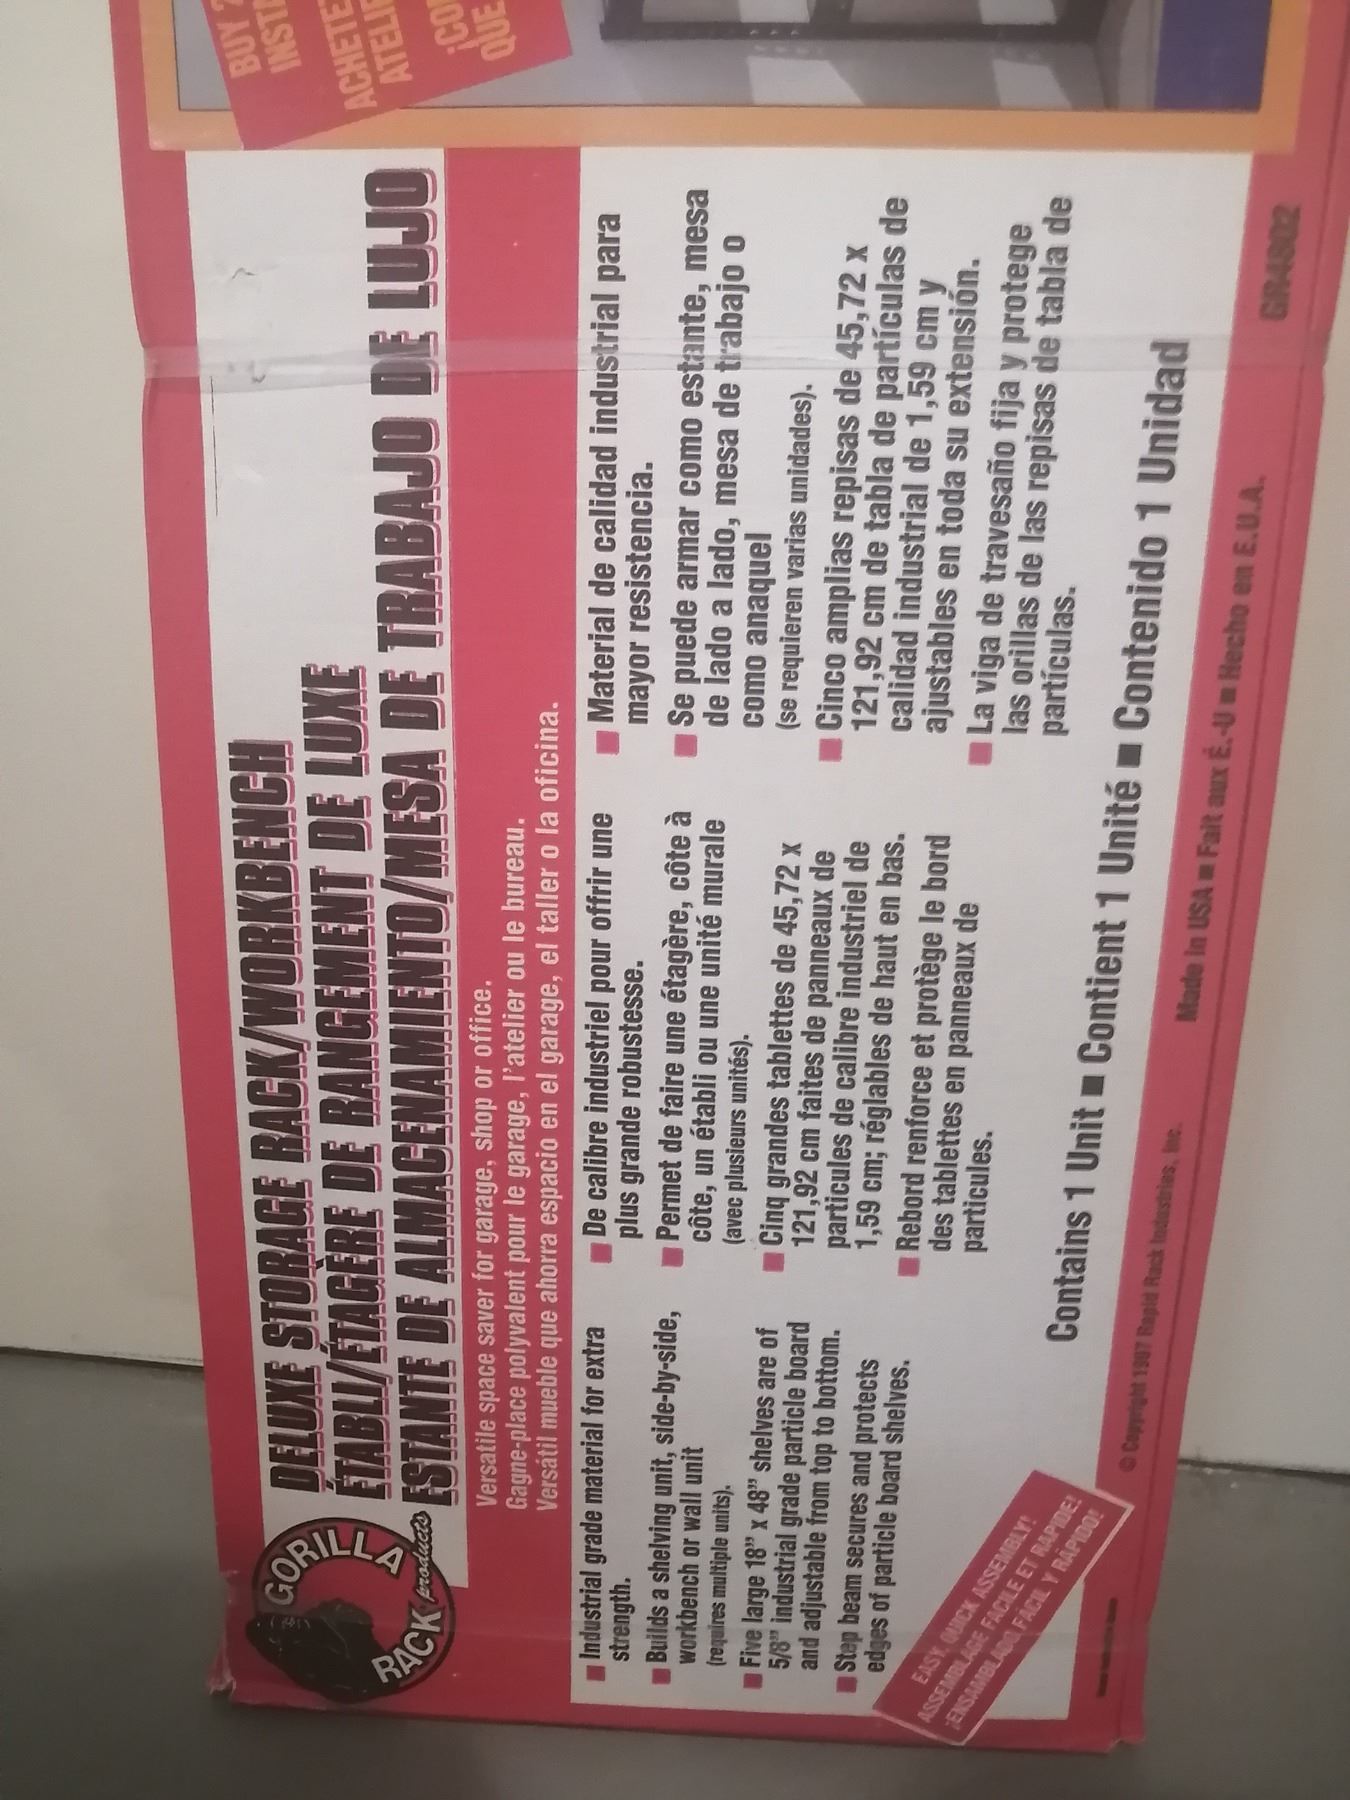 BUY 2
INSTA
ACHETE
ATELIE
¡COM
QUE
GORILLA
RACK products
DELUXE STORAGE RACK/WORKBENCH
ÉTABLI/ÉTAGÈRE DE RANGEMENT DE LUXE
ESTANTE DE ALMACENAMIENTO/MESA DE TRABAJO DE LUJO
Versatile space saver for garage, shop or office.
Gagne-place polyvalent pour le garage, l'atelier ou le bureau.
Versátil mueble que ahorra espacio en el garage, el taller o la oficina.
■ Industrial grade material for extra
strength.
■ Builds a shelving unit, side-by-side,
workbench or wall unit
(requires multiple units).
■ Five large 18" x 48" shelves are of
5/8" industrial grade particle board
and adjustable from top to bottom.
■ Step beam secures and protects
edges of particle board shelves.
■ De calibre industriel pour offrir une
plus grande robustesse.
■ Permet de faire une étagère, côte à
côte, un établi ou une unité murale
(avec plusieurs unités).
■ Cinq grandes tablettes de 45,72 x
121,92 cm faites de panneaux de
particules de calibre industriel de
1,59 cm; réglables de haut en bas.
■ Rebord renforce et protège le bord
des tablettes en panneaux de
particules.
■ Material de calidad industrial para
mayor resistencia.
■ Se puede armar como estante, mesa
de lado a lado, mesa de trabajo o
como anaquel
(se requieren varias unidades).
■ Cinco amplias repisas de 45,72 x
121,92 cm de tabla de partículas de
calidad industrial de 1,59 cm y
ajustables en toda su extensión.
■ La viga de travesaño fija y protege
las orillas de las repisas de tabla de
partículas.
EASY, QUICK ASSEMBLY!
ASSEMBLAGE FACILE ET RAPIDE!
¡ENSAMBLADO FÁCIL Y RÁPIDO!
Contains 1 Unit ■ Contient 1 Unité ■ Contenido 1 Unidad
© Copyright 1997 Rapid Rack Industries, Inc.
Made in USA ■ Fait aux É.-U ■ Hecho en E.U.A.
GR4802